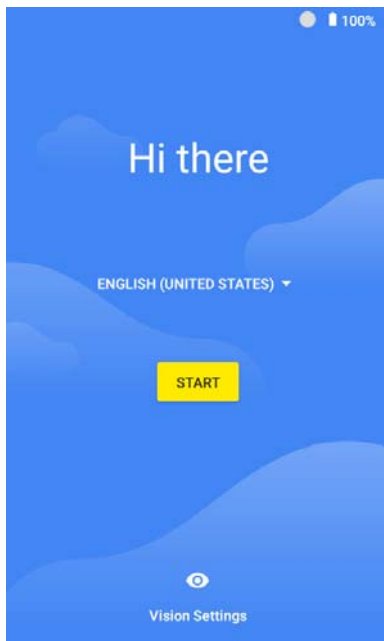 100%
Hi there
ENGLISH (UNITED STATES)
START
Vision Settings